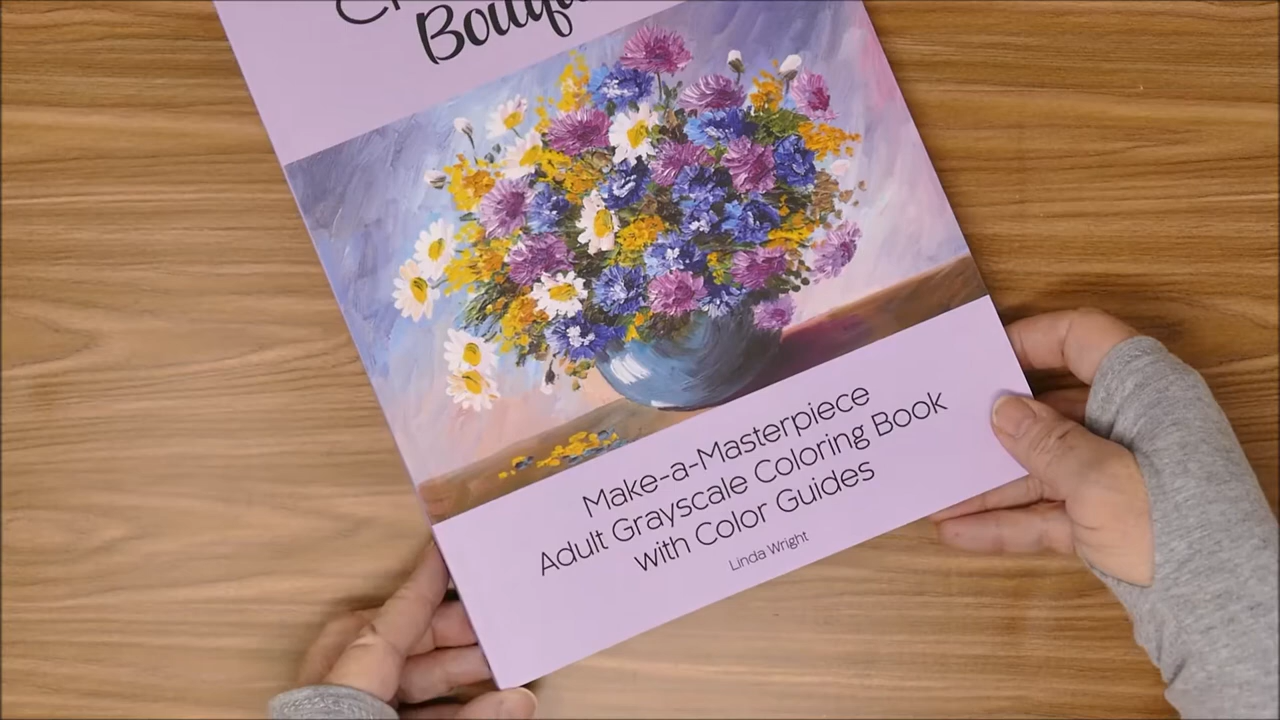 Make-a-Masterpiece
Adult Grayscale Coloring Book
with Color Guides
Linda Wright